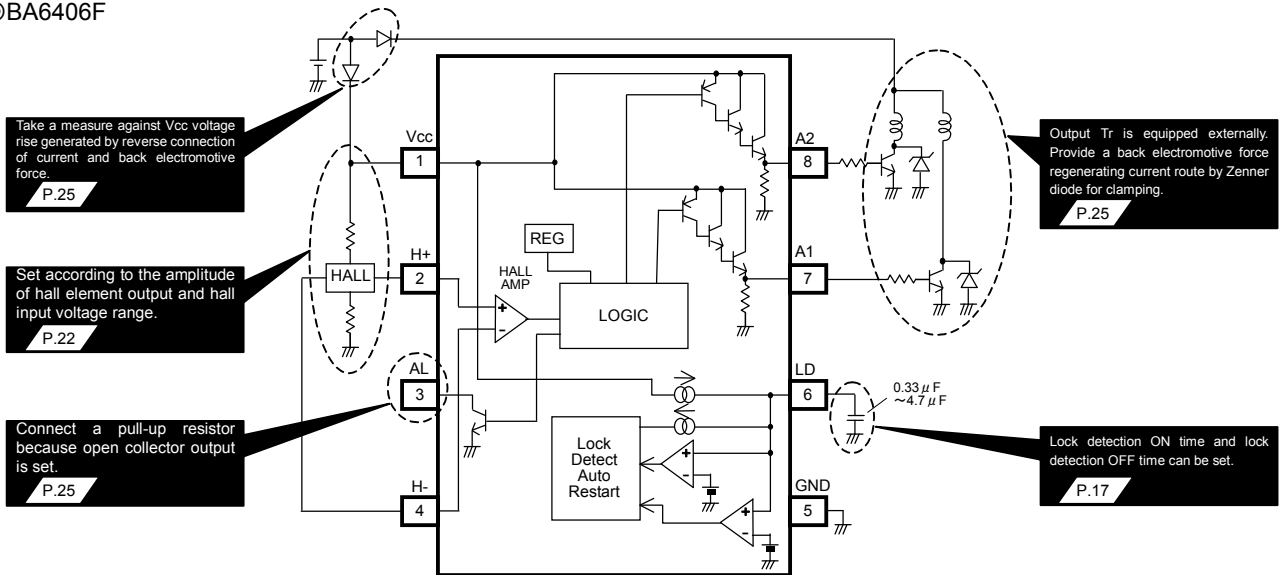 BA6406F
Take a measure against Vcc voltage
rise generated by reverse connection
of current and back electromotive
force.
P.25
Set according to the amplitude
of hall element output and hall
input voltage range.
P.22
Connect a pull-up resistor
because open collector output
is set.
P.25
HALL
Vcc
1
H+
2
AL
3
H-
4
REG
HALL
AMP
+
-
LOGIC
Lock
Detect
Auto
Restart
+
-
+
-
A2
8
A1
7
LD
6
GND
5
0.33μF
～4.7μF
Output Tr is equipped externally.
Provide a back electromotive force
regenerating current route by Zenner
diode for clamping.
P.25
Lock detection ON time and lock
detection OFF time can be set.
P.17